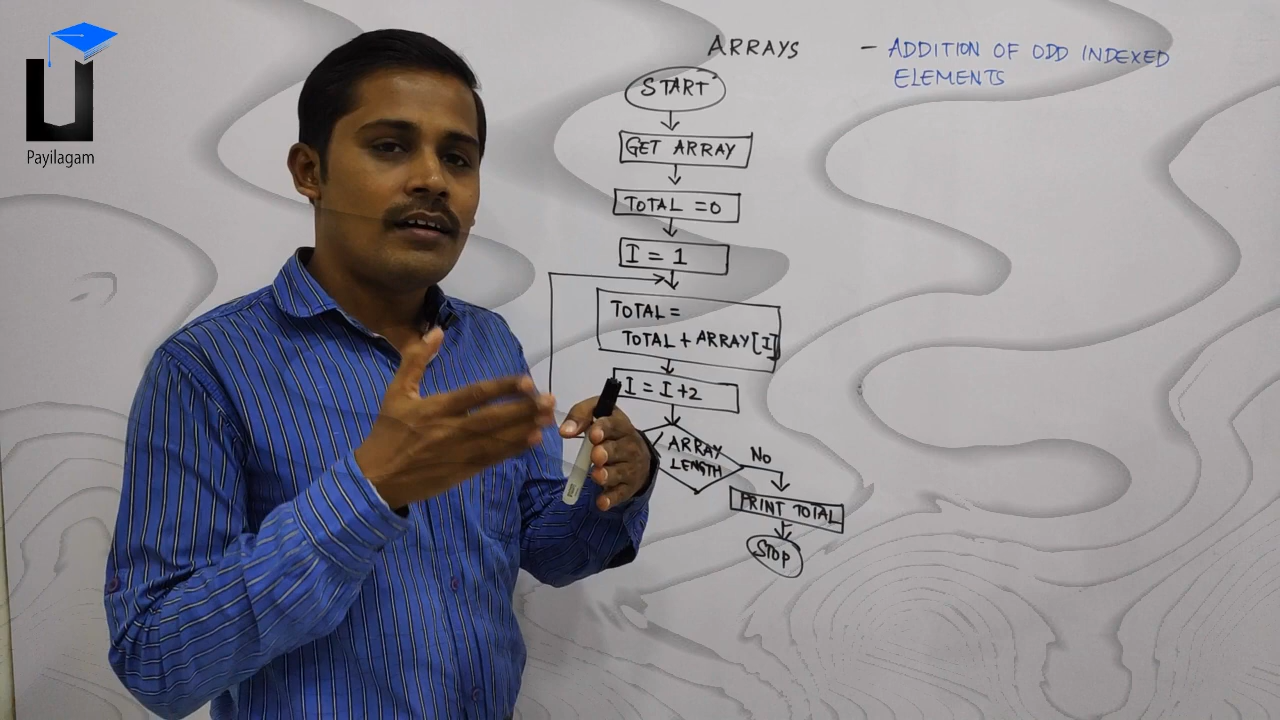 Payilagam
ARRAYS - ADDITION OF ODD INDEXED
ELEMENTS
START
GET ARRAY
TOTAL = 0
I = 1
TOTAL =
TOTAL + ARRAY[I]
I = I + 2
ARRAY
LENGTH
No
PRINT TOTAL
STOP